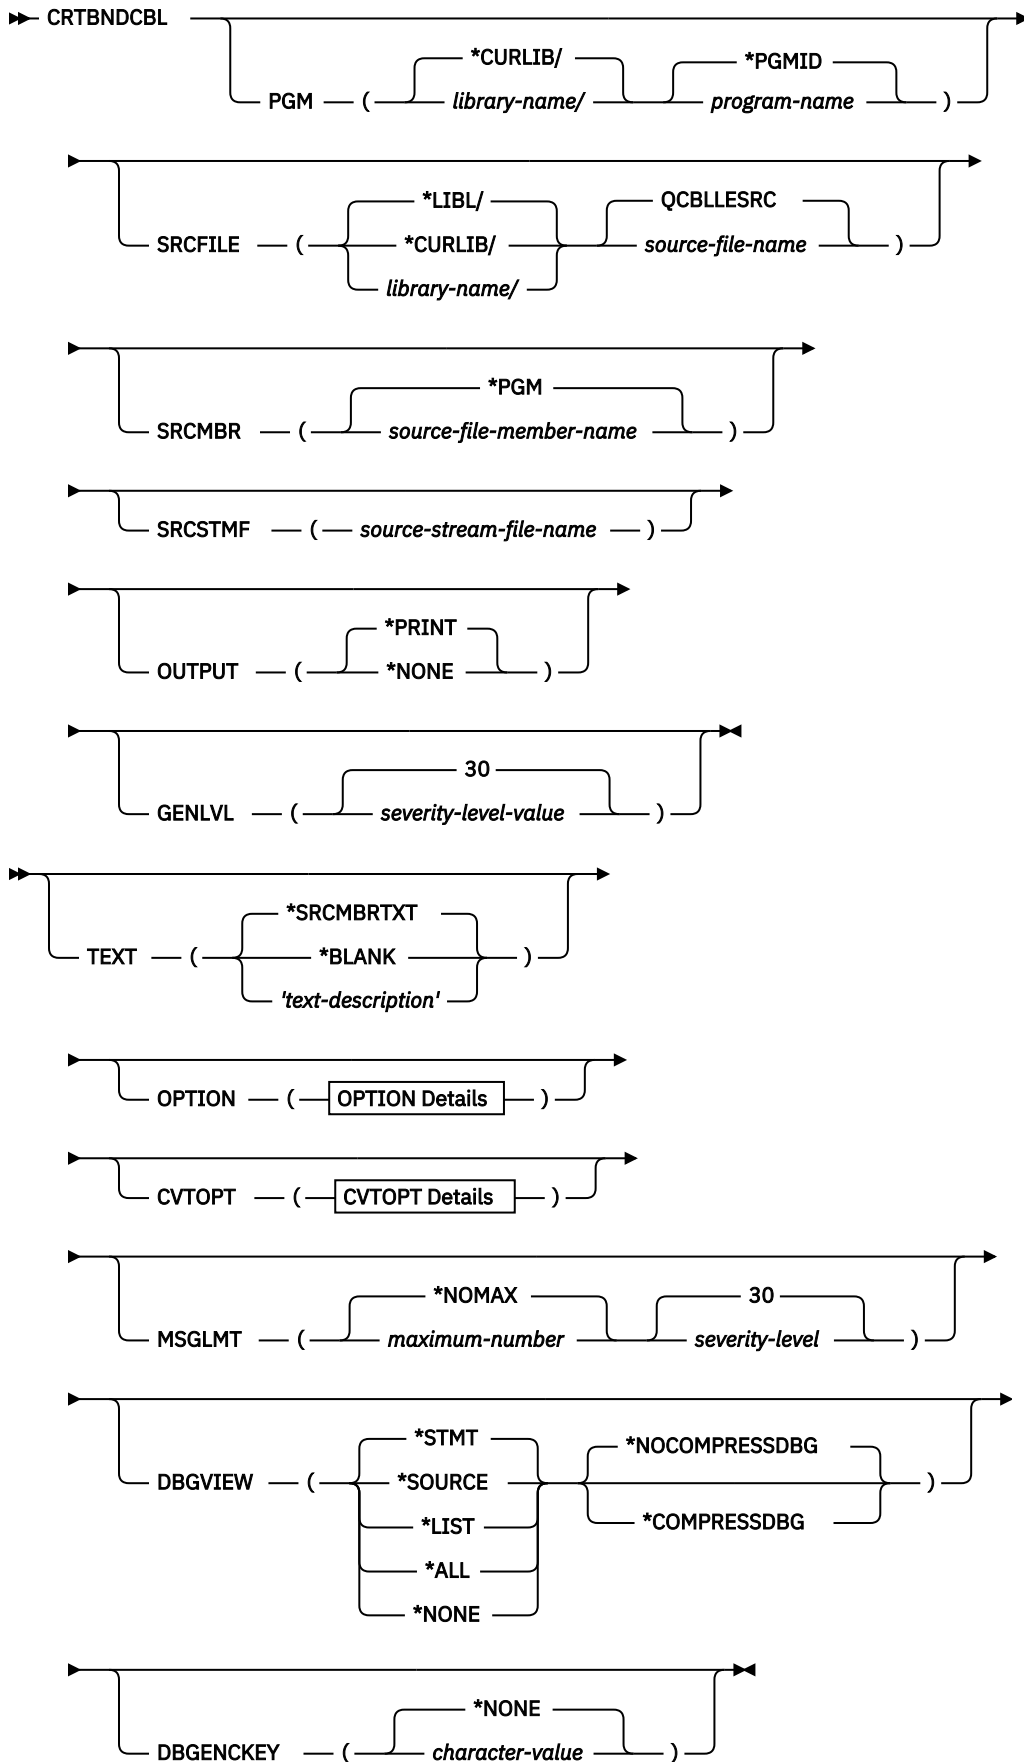 CRTBNDCBL
*CURLIB/ *PGMID
PGM ( library-name/ program-name )
*LIBL/ QCBLLESRC
SRCFILE ( *CURLIB/ source-file-name )
library-name/
*PGM
SRCMBR ( source-file-member-name )
SRCSTMF ( source-stream-file-name )
*PRINT
OUTPUT ( *NONE )
30
GENLVL ( severity-level-value )
*SRCMBRTXT
TEXT ( *BLANK )
'text-description'
OPTION ( OPTION Details )
CVTOPT ( CVTOPT Details )
*NOMAX 30
MSGLMT ( maximum-number severity-level )
*STMT *NOCOMPRESSDBG
DBGVIEW ( *SOURCE )
*LIST *COMPRESSDBG
*ALL
*NONE
*NONE
DBGENCKEY ( character-value )